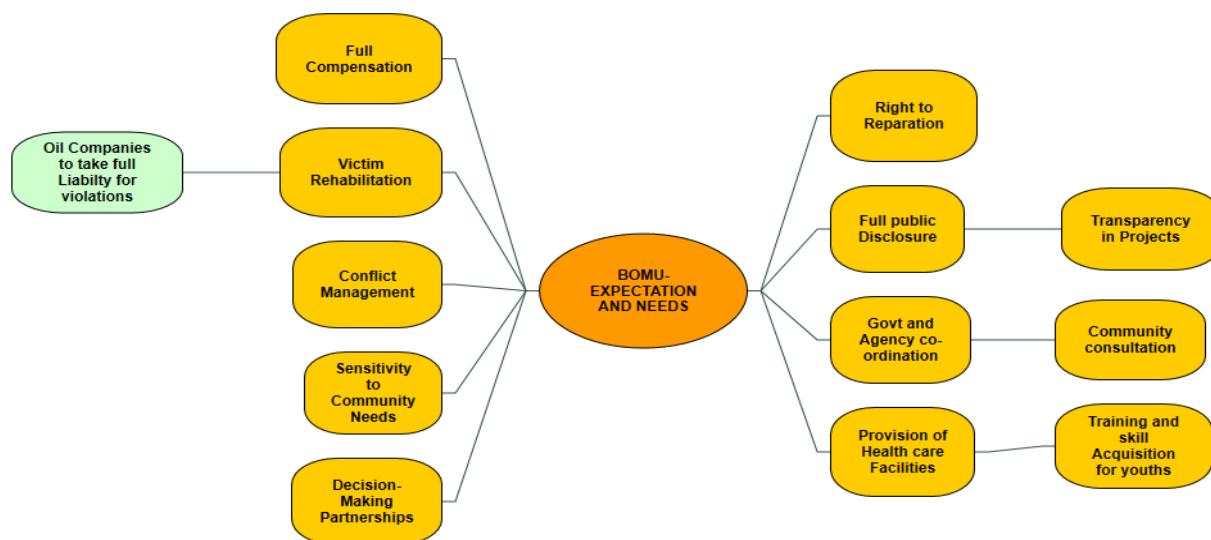 Full
Compensation
Oil Companies
to take full
Liabilty for
violations
Victim
Rehabilitation
Conflict
Management
Sensitivity
to
Community
Needs
Decision-
Making
Partnerships
BOMU-
EXPECTATION
AND NEEDS
Right to
Reparation
Full public
Disclosure
Transparency
in Projects
Govt and
Agency co-
ordination
Community
consultation
Provision of
Health care
Facilities
Training and
skill
Acquisition
for youths